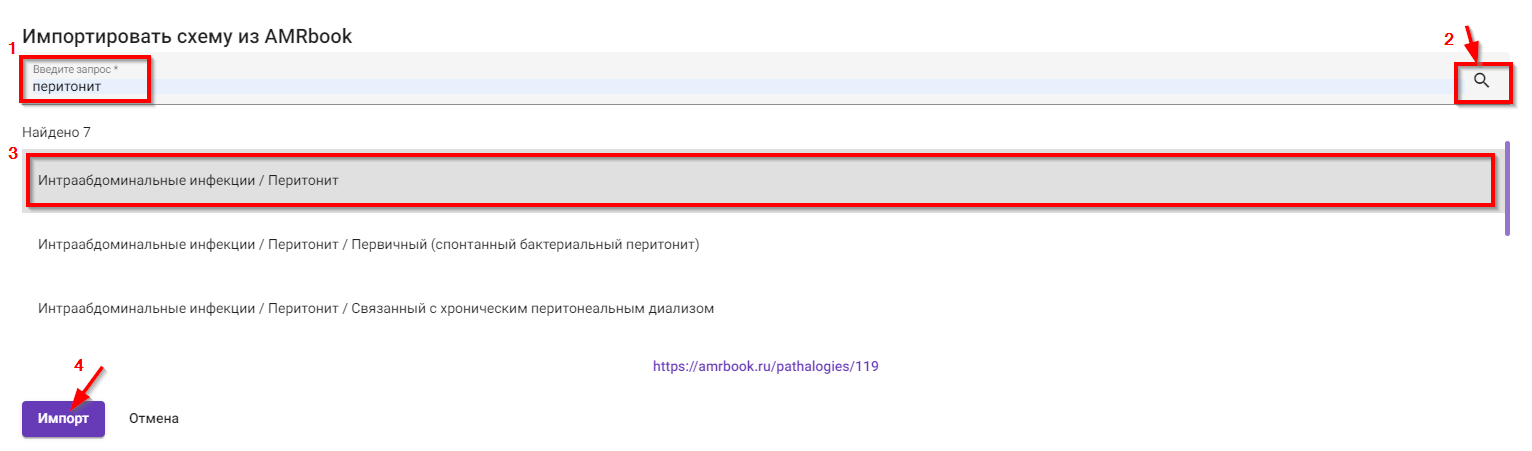 Импортировать схему из AMRbook
1
2
Введите запрос *
перитонит
Найдено 7
3
Интраабдоминальные инфекции / Перитонит
Интраабдоминальные инфекции / Перитонит / Первичный (спонтанный бактериальный перитонит)
Интраабдоминальные инфекции / Перитонит / Связанный с хроническим перитонеальным диализом
4
https://amrbook.ru/pathalogies/119
Импорт Отмена